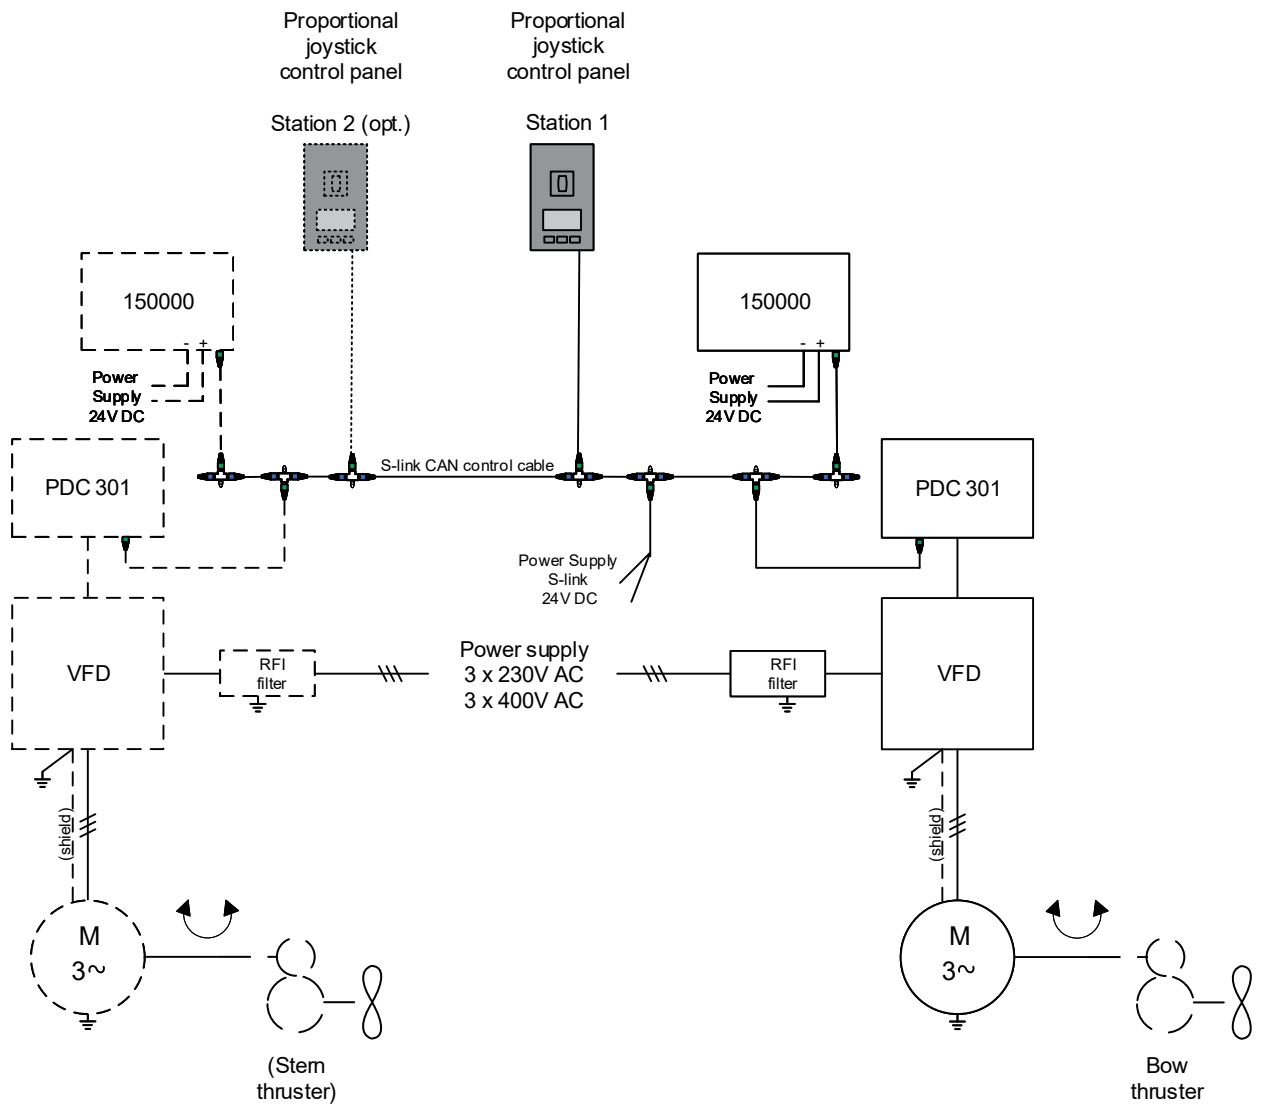 Proportional
joystick
control panel
Proportional
joystick
control panel
Station 2 (opt.)
Station 1
150000
- +
Power
Supply
24V DC
150000
- +
Power
Supply
24V DC
S-link CAN control cable
PDC 301
PDC 301
Power Supply
S-link
24V DC
VFD
RFI
filter
Power supply
3 x 230V AC
3 x 400V AC
RFI
filter
VFD
(shield)
(shield)
M
3~
M
3~
(Stern
thruster)
Bow
thruster